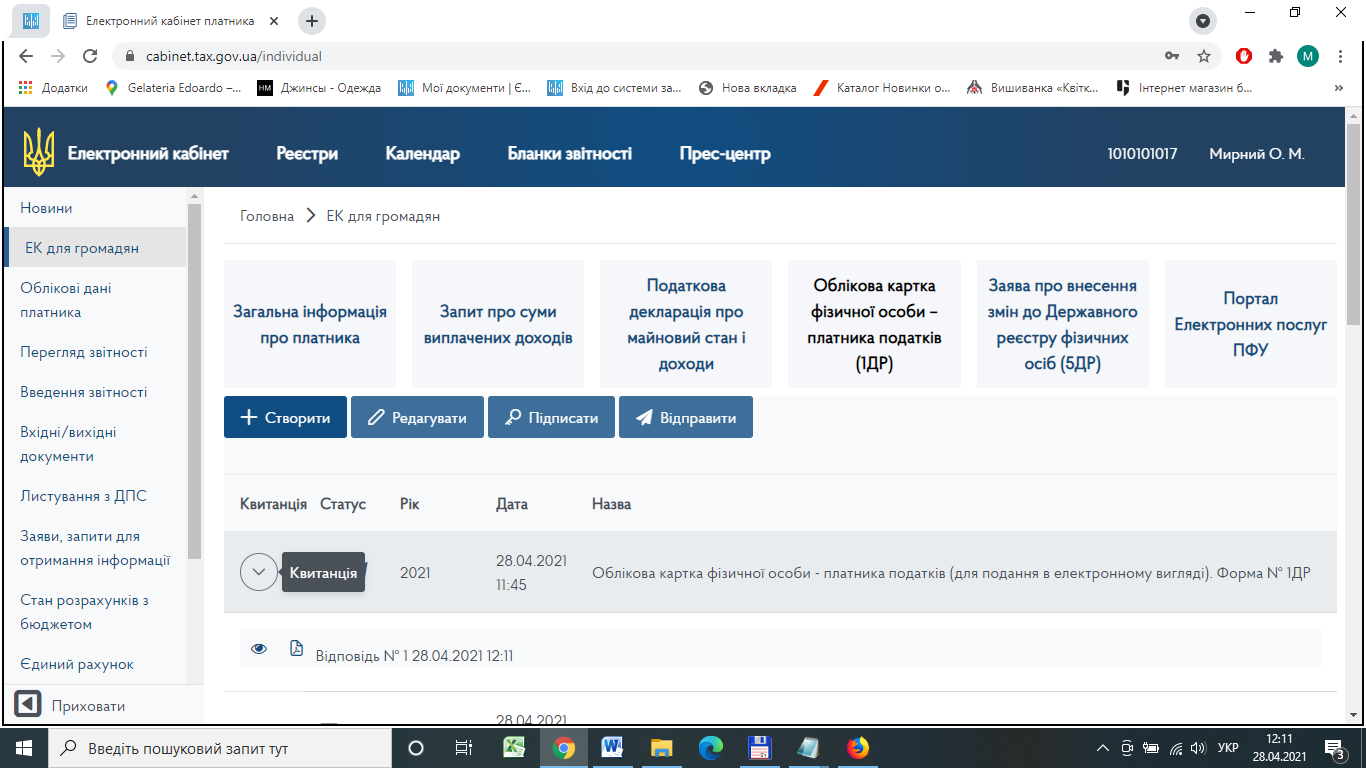 Електронний кабінет платника
cabinet.tax.gov.ua/individual
М
Додатки
Gelateria Edoardo –...
HM
Джинсы - Одежда
Мої документи | Є...
Вхід до системи за...
Нова вкладка
Каталог Новинки о...
Вишиванка «Квітк...
Інтернет магазин б...
»
Електронний кабінет
Реєстри
Календар
Бланки звітності
Прес-центр
1010101017
Мирний О. М.
Новини
ЕК для громадян
Облікові дані
платника
Перегляд звітності
Введення звітності
Вхідні/вихідні
документи
Листування з ДПС
Заяви, запити для
отримання інформації
Стан розрахунків з
бюджетом
Єдиний рахунок
Приховати
Головна
ЕК для громадян
Загальна інформація
про платника
Запит про суми
виплачених доходів
Податкова
декларація про
майновий стан і
доходи
Облікова картка
фізичної особи –
платника податків
(1ДР)
Заява про внесення
змін до Державного
реєстру фізичних
осіб (5ДР)
Портал
Електронних послуг
ПФУ
Створити
Редагувати
Підписати
Відправити
Квитанція Статус Рік Дата Назва
Квитанція
2021
28.04.2021
11:45
Облікова картка фізичної особи - платника податків (для подання в електронному вигляді). Форма № 1ДР
Відповідь № 1 28.04.2021 12:11
28.04.2021
Введіть пошуковий запит тут
УКР
12:11
28.04.2021
3